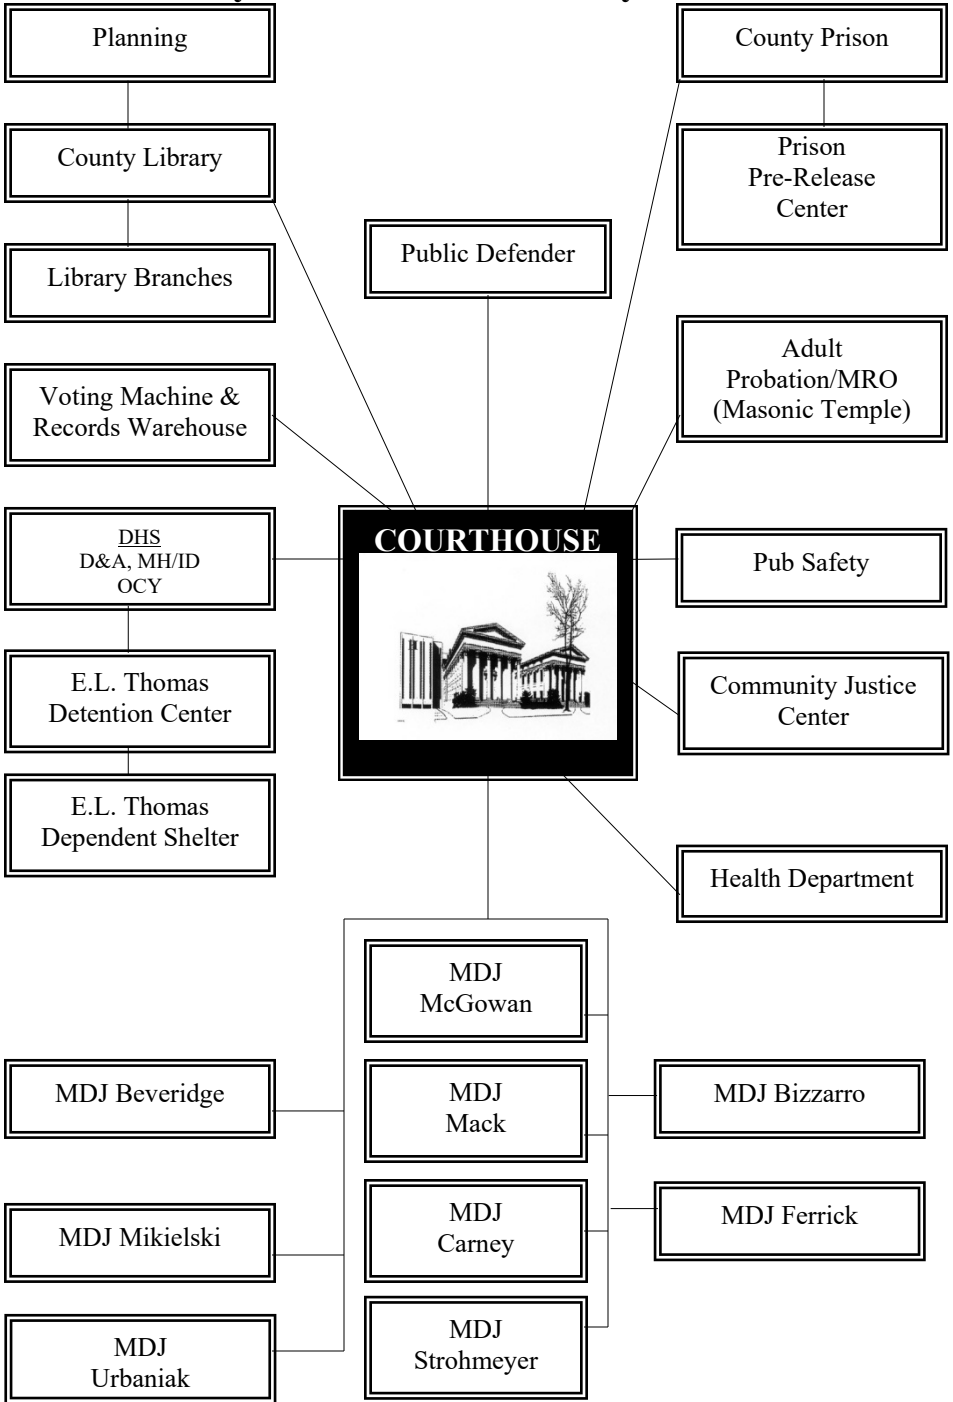 Planning
County Prison
County Library
Prison
Pre-Release
Center
Library Branches
Public Defender
Adult
Probation/MRO
(Masonic Temple)
Voting Machine &
Records Warehouse
COURTHOUSE
DHS
D&A, MH/ID
OCY
Pub Safety
E.L. Thomas
Detention Center
Community Justice
Center
E.L. Thomas
Dependent Shelter
Health Department
MDJ
McGowan
MDJ Beveridge
MDJ
Mack
MDJ Bizzarro
MDJ Mikielski
MDJ
Carney
MDJ Ferrick
MDJ
Urbaniak
MDJ
Strohmeyer